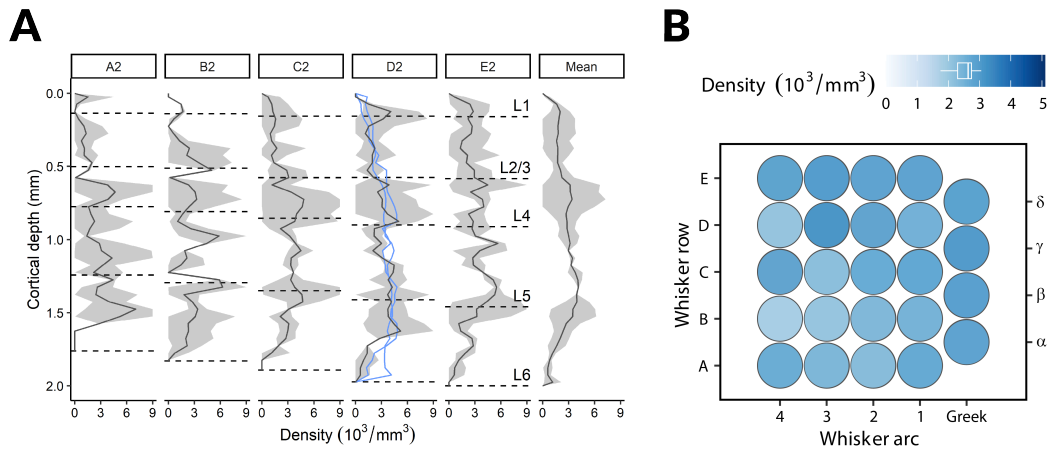 A
A2 B2 C2 D2 E2 Mean
0.0
0.5
1.0
1.5
2.0
Cortical depth (mm)
L1
L2/3
L4
L5
L6
0 3 6 9 0 3 6 9 0 3 6 9 0 3 6 9 0 3 6 9 0 3 6 9
Density (10³/mm³)
B
Density (10³/mm³)
0 1 2 3 4 5
Whisker row
E
D
C
B
A
δ
γ
β
α
4 3 2 1 Greek
Whisker arc